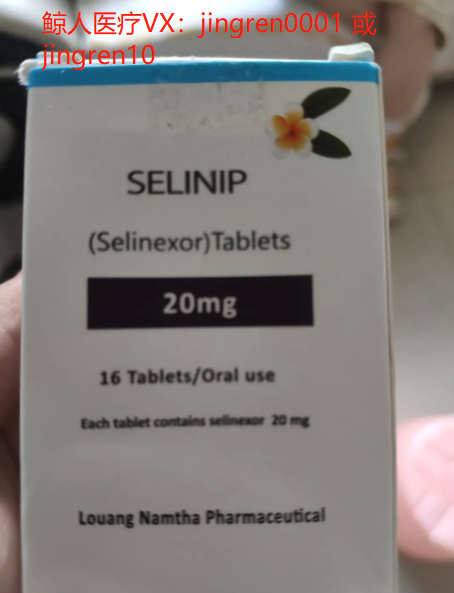 鲸人医疗VX：jingren0001 或
jingren10
SELINIP
(Selinexor)Tablets
20mg
16 Tablets/Oral use
Each tablet contains selinexor 20 mg
Louang Namtha Pharmaceutical